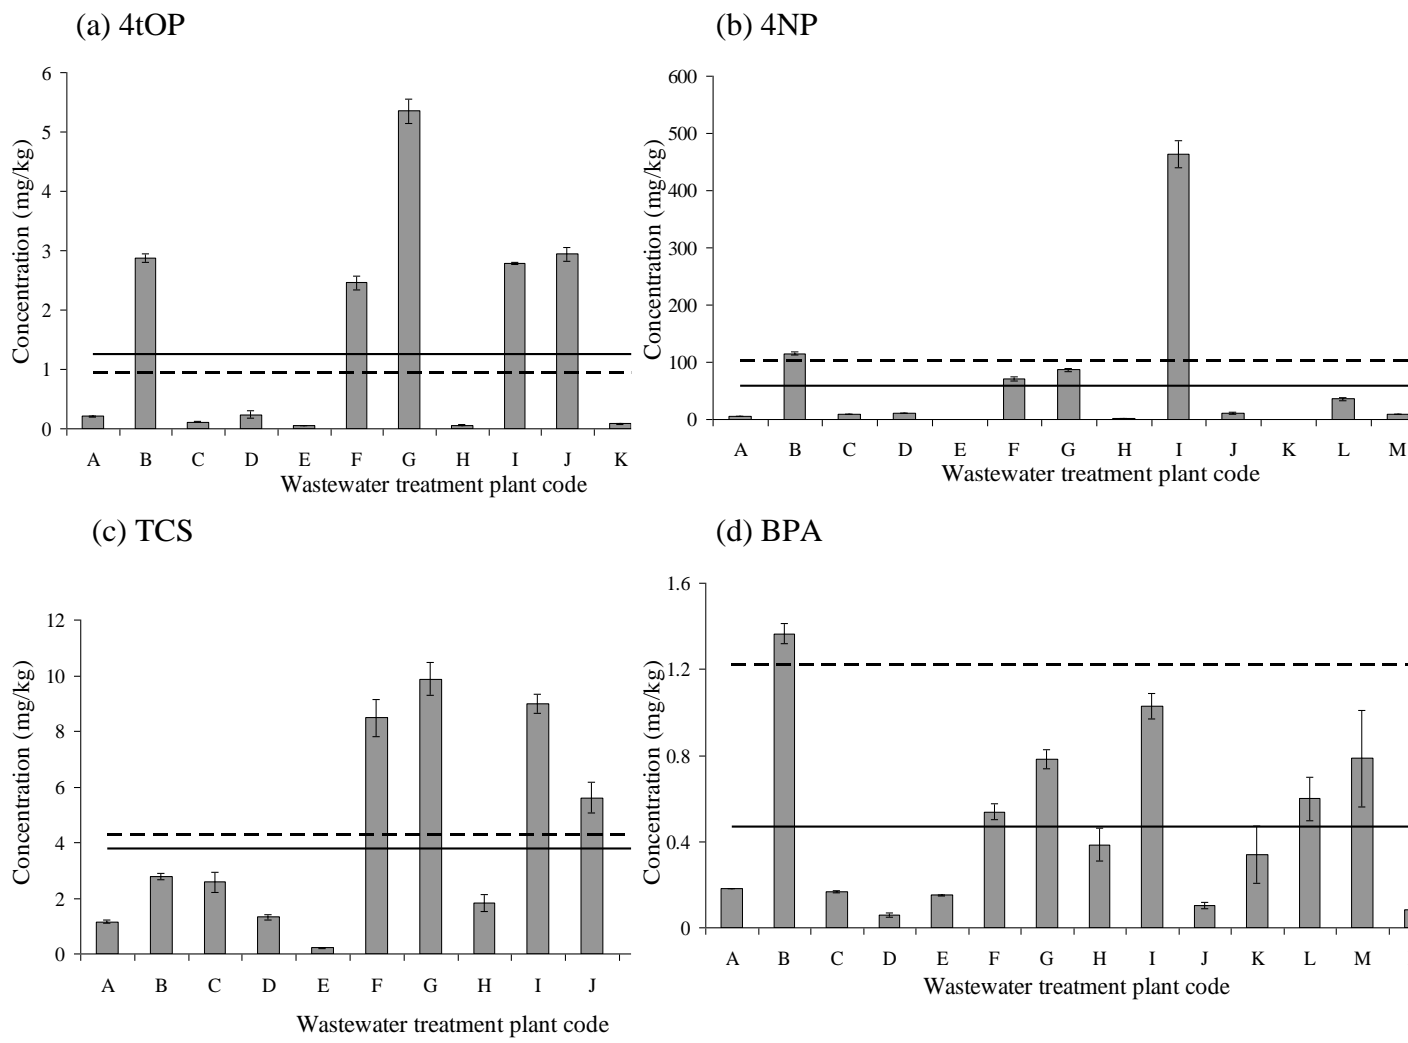 (a) 4tOP
6
5
4
3
2
1
0
Concentration (mg/kg)
A B C D E F G H I J K
Wastewater treatment plant code
(b) 4NP
600
500
400
300
200
100
0
Concentration (mg/kg)
A B C D E F G H I J K L M
Wastewater treatment plant code
(c) TCS
12
10
8
6
4
2
0
Concentration (mg/kg)
A B C D E F G H I J
Wastewater treatment plant code
(d) BPA
1.6
1.2
0.8
0.4
0
Concentration (mg/kg)
A B C D E F G H I J K L M
Wastewater treatment plant code